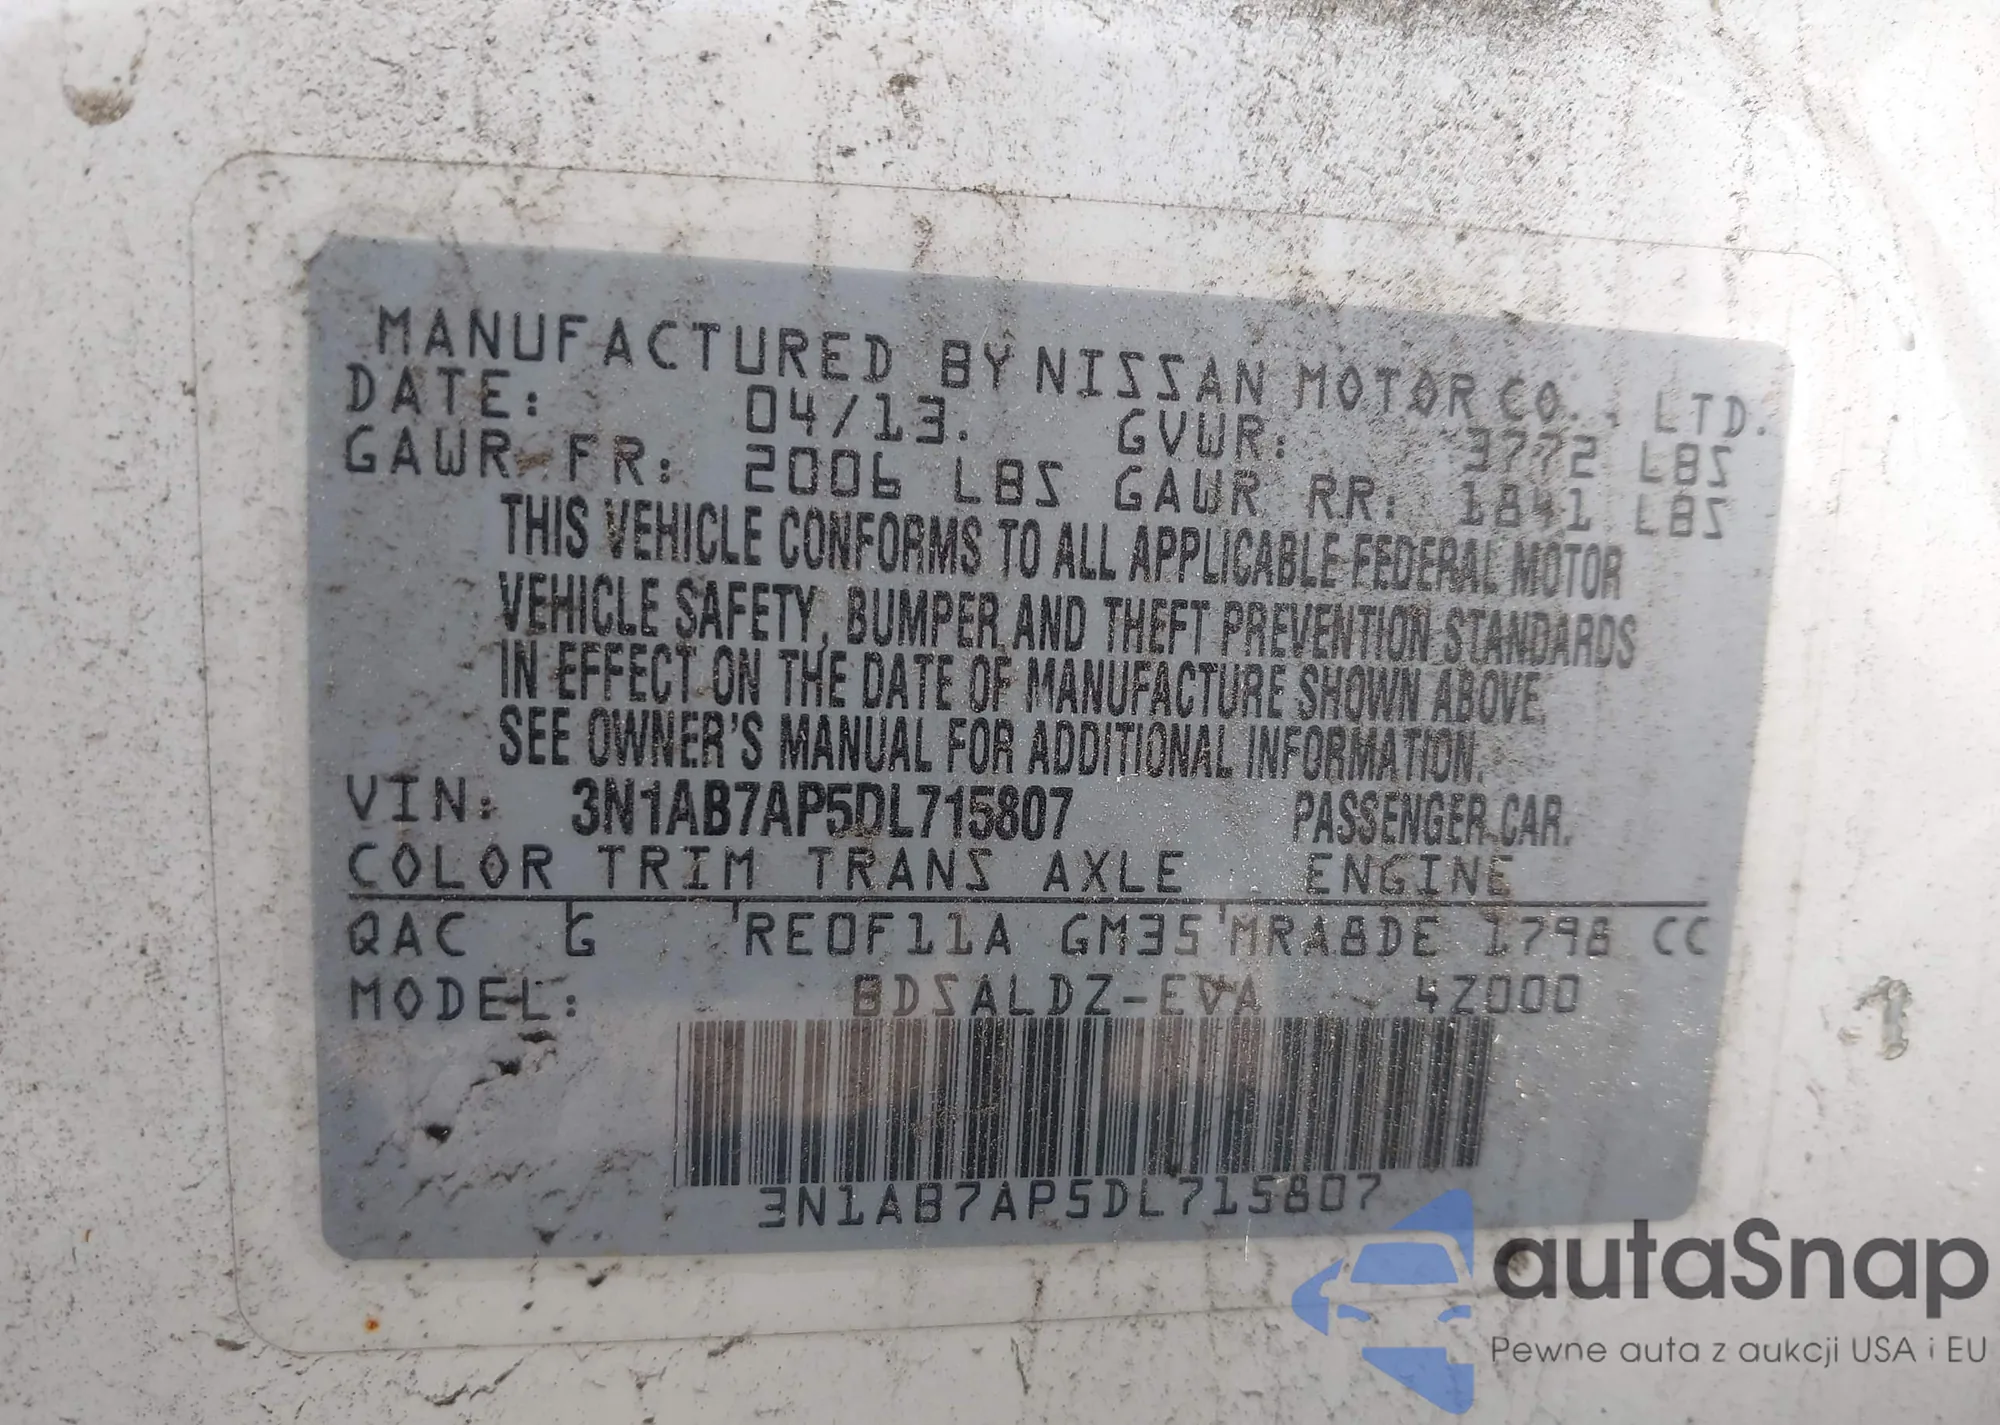 MANUFACTURED BY NISSAN MOTOR CO., LTD.
DATE: 04/13. GVWR: 3772 LBS
GAWR FR: 2006 LBS GAWR RR: 1841 LBS
THIS VEHICLE CONFORMS TO ALL APPLICABLE FEDERAL MOTOR
VEHICLE SAFETY, BUMPER AND THEFT PREVENTION STANDARDS
IN EFFECT ON THE DATE OF MANUFACTURE SHOWN ABOVE.
SEE OWNER'S MANUAL FOR ADDITIONAL INFORMATION.
VIN: 3N1AB7AP5DL715807 PASSENGER CAR.
COLOR TRIM TRANS AXLE ENGINE
QAC G RE0F11A GM35 MRA8DE 1798 CC
MODEL: BDSALDZ-EVA 4Z000
3N1AB7AP5DL715807
autaSnap
Pewne auta z aukcji USA i EU